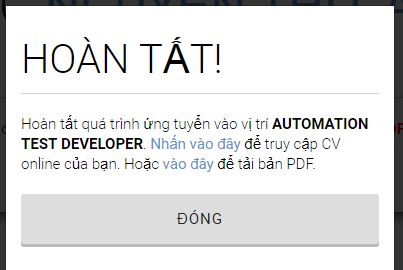 HOÀN TẤT!
Hoàn tất quá trình ứng tuyển vào vị trí AUTOMATION
TEST DEVELOPER. Nhấn vào đây để truy cập CV
online của bạn. Hoặc vào đây để tải bản PDF.
ĐÓNG